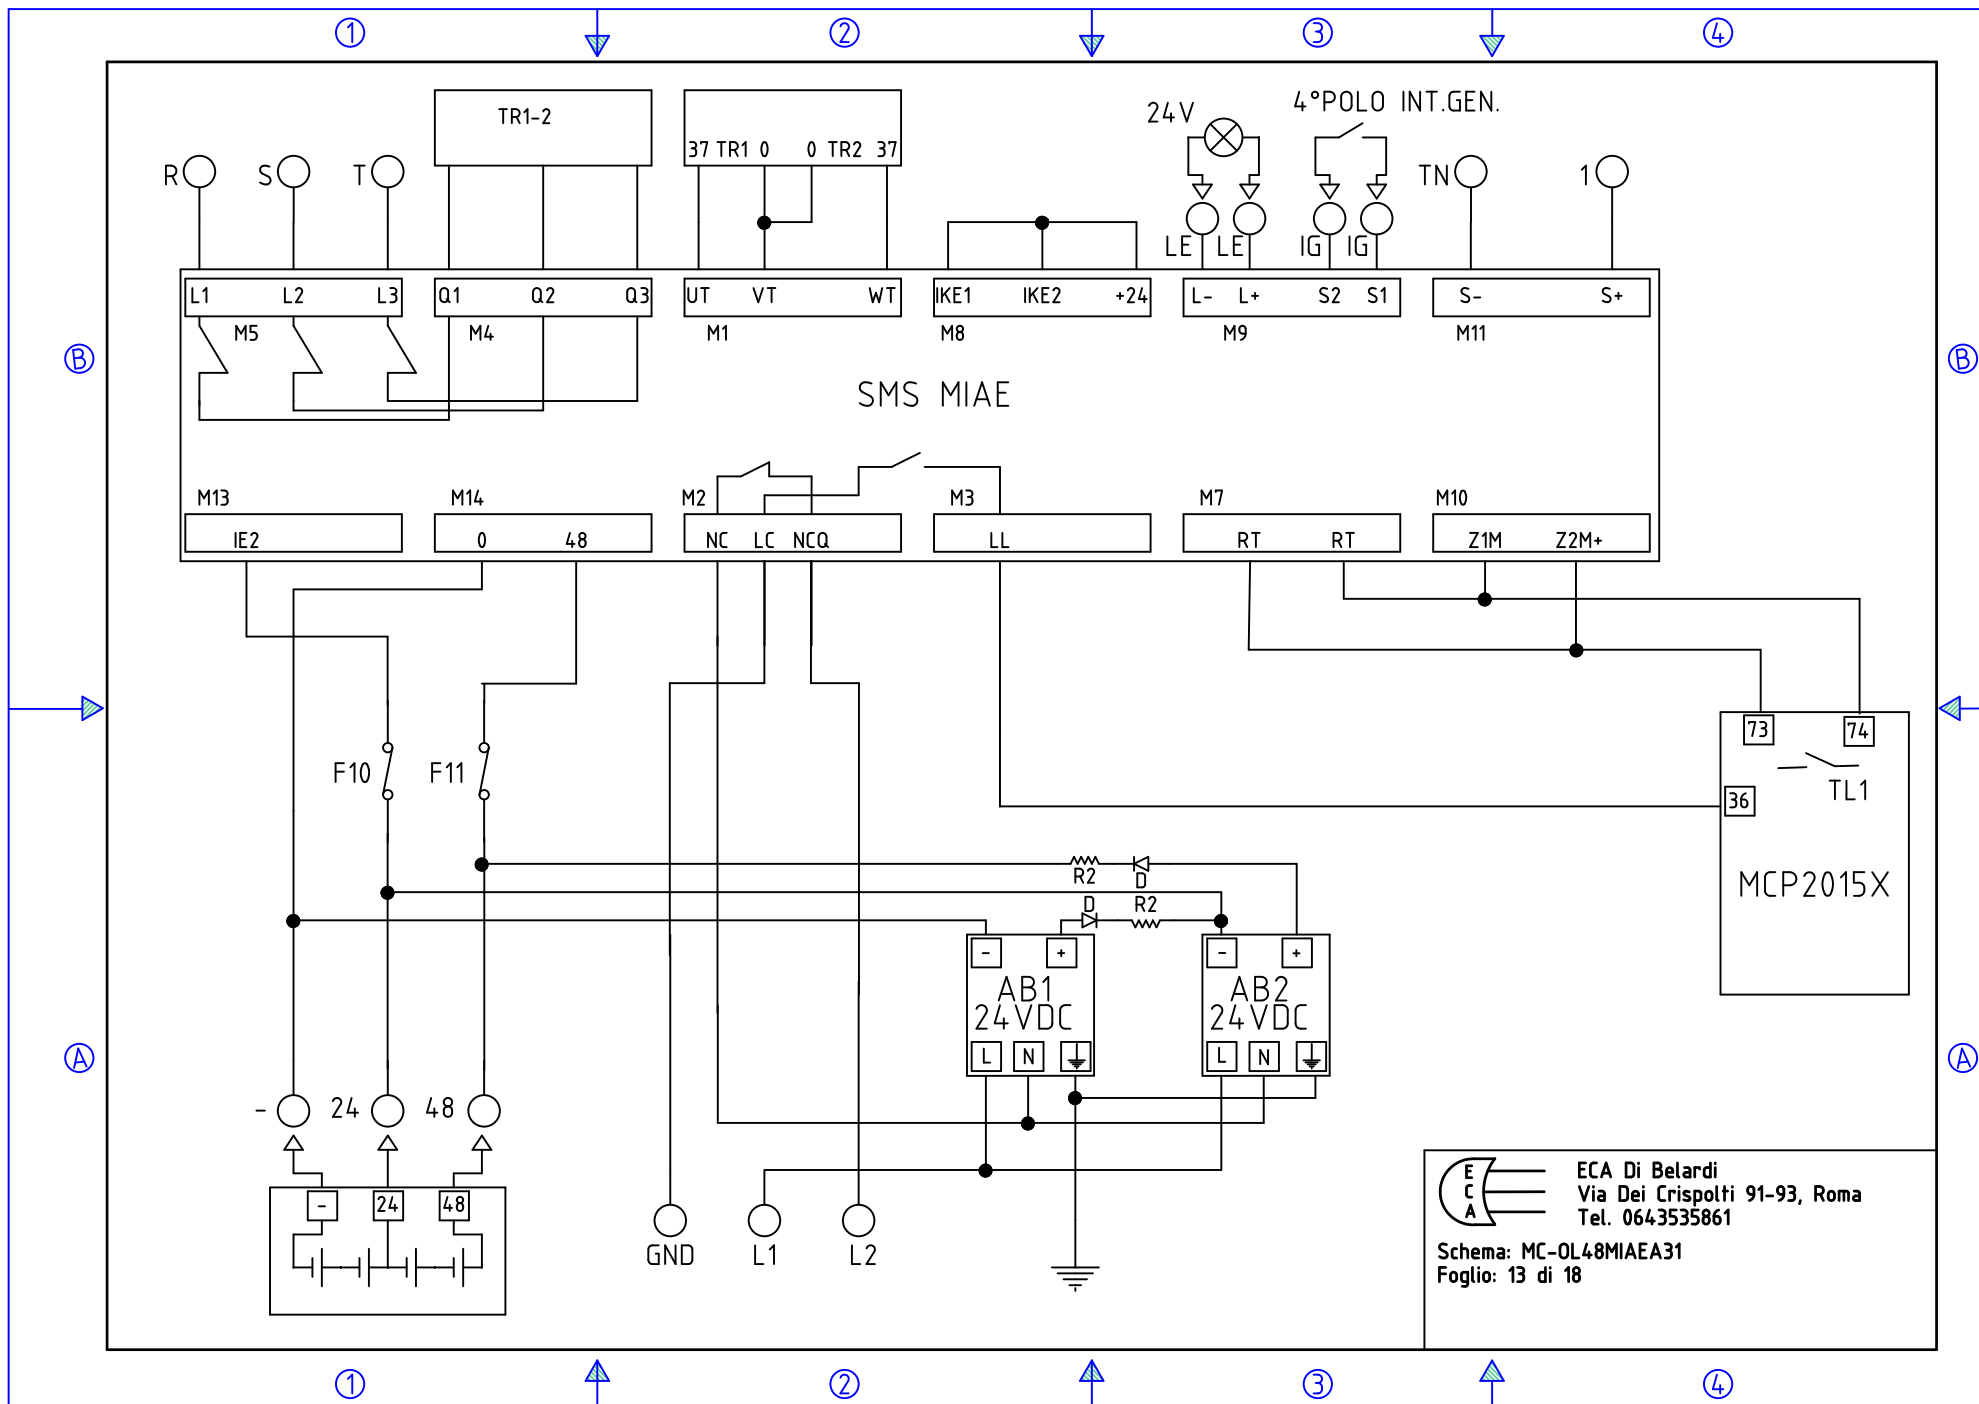 1 2 3 4
TR1-2
37 TR1 0 0 TR2 37
24V
4°POLO INT.GEN.
R S T
TN 1
LE LE IG IG
L1 L2 L3 Q1 Q2 Q3 UT VT WT IKE1 IKE2 +24 L- L+ S2 S1 S- S+
M5 M4 M1 M8 M9 M11
B B
SMS MIAE
M13 M14 M2 M3 M7 M10
IE2 0 48 NC LC NCQ LL RT RT Z1M Z2M+
73 74
F10 F11
TL1
36
MCP2015X
R2 D
D R2
- + - +
AB1 AB2
24VDC 24VDC
L N L N
A A
- 24 48
- 24 48
GND L1 L2
E C A
ECA Di Belardi
Via Dei Crispolti 91-93, Roma
Tel. 0643535861
Schema: MC-OL48MIAEA31
Foglio: 13 di 18
1 2 3 4